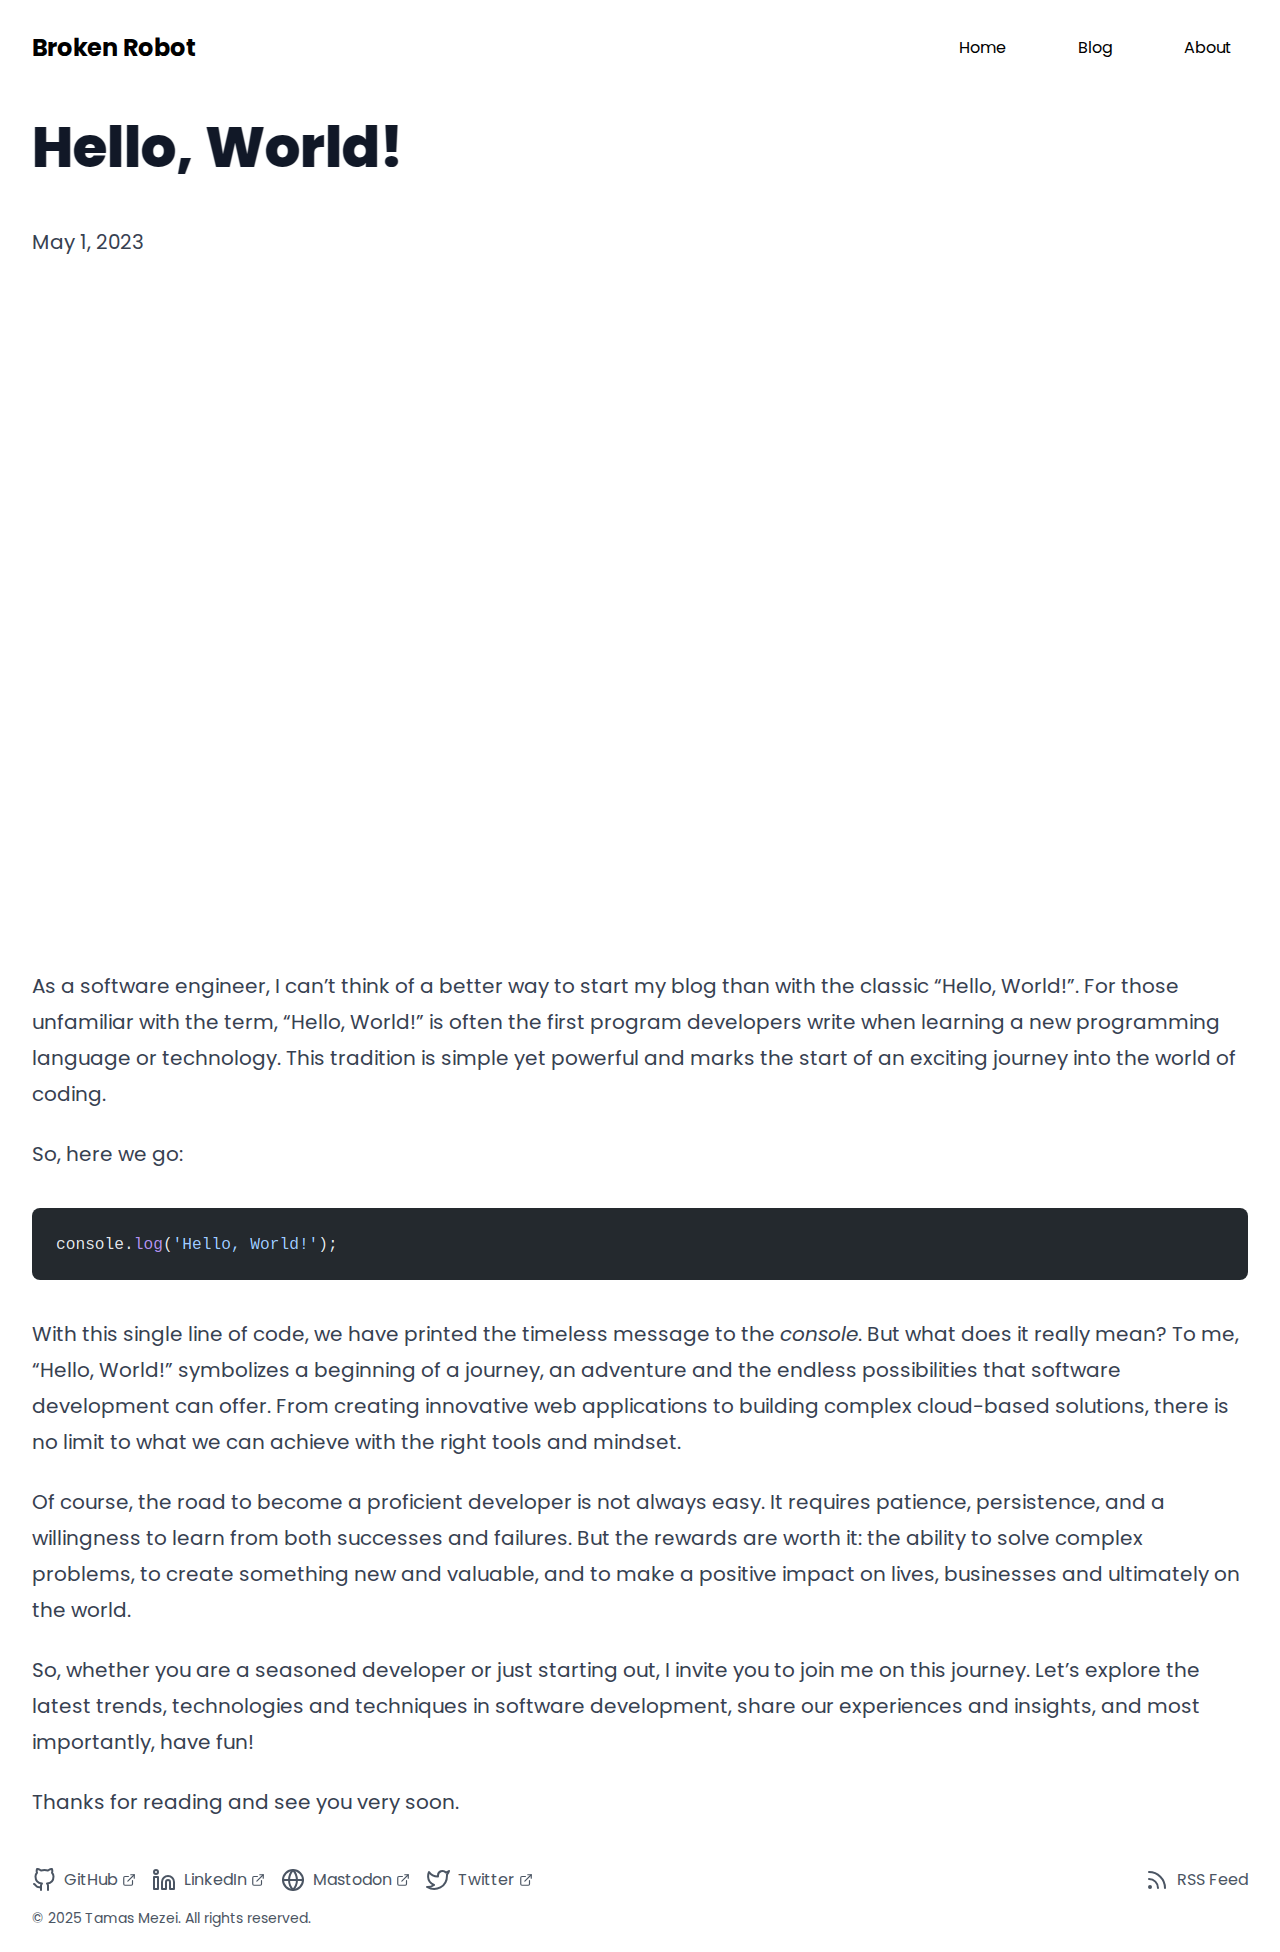 Broken Robot
Home
Blog
About
Hello, World!
May 1, 2023
As a software engineer, I can’t think of a better way to start my blog than with the classic “Hello, World!”. For those
unfamiliar with the term, “Hello, World!” is often the first program developers write when learning a new programming
language or technology. This tradition is simple yet powerful and marks the start of an exciting journey into the world of
coding.
So, here we go:
console.log('Hello, World!');
With this single line of code, we have printed the timeless message to the console. But what does it really mean? To me,
“Hello, World!” symbolizes a beginning of a journey, an adventure and the endless possibilities that software
development can offer. From creating innovative web applications to building complex cloud-based solutions, there is
no limit to what we can achieve with the right tools and mindset.
Of course, the road to become a proficient developer is not always easy. It requires patience, persistence, and a
willingness to learn from both successes and failures. But the rewards are worth it: the ability to solve complex
problems, to create something new and valuable, and to make a positive impact on lives, businesses and ultimately on
the world.
So, whether you are a seasoned developer or just starting out, I invite you to join me on this journey. Let’s explore the
latest trends, technologies and techniques in software development, share our experiences and insights, and most
importantly, have fun!
Thanks for reading and see you very soon.
GitHub
LinkedIn
Mastodon
Twitter
RSS Feed
© 2025 Tamas Mezei. All rights reserved.